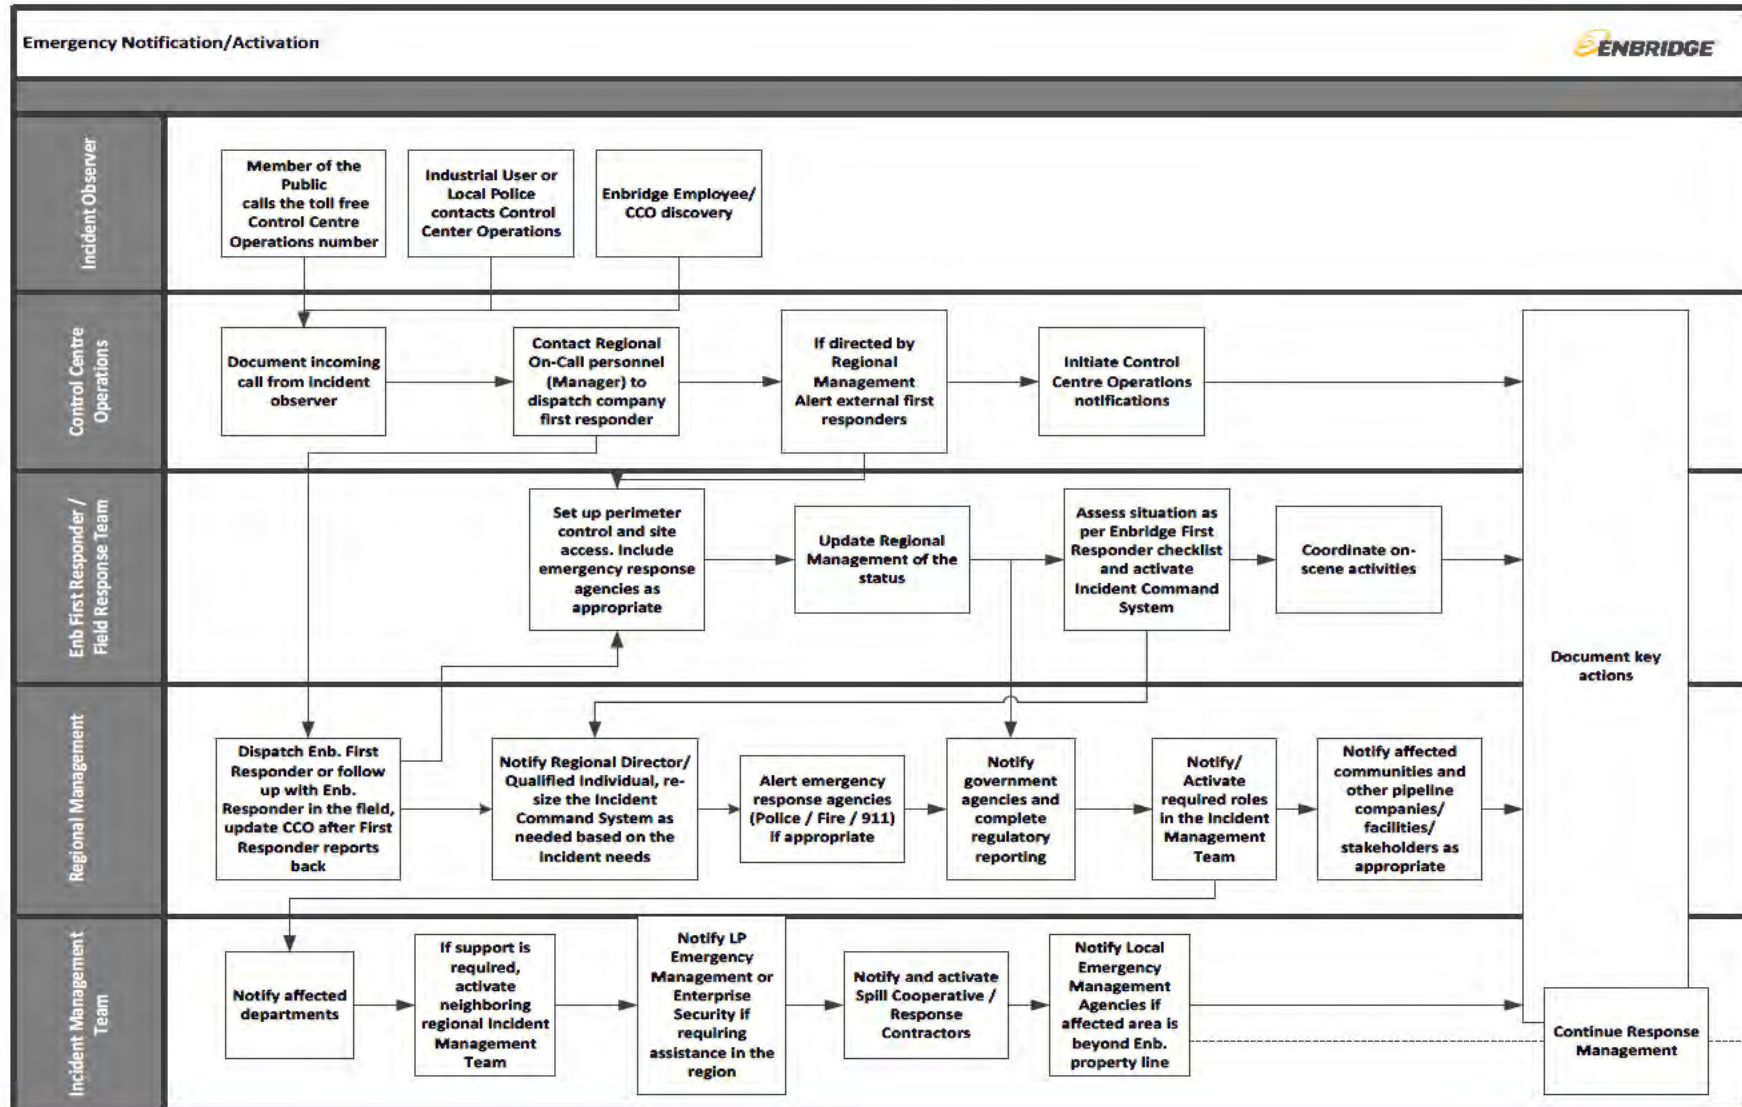 Emergency Notification/Activation
ENBRIDGE
Incident Observer
Member of the
Public
calls the toll free
Control Centre
Operations number
Industrial User or
Local Police
contacts Control
Center Operations
Enbridge Employee/
CCO discovery
Control Centre
Operations
Document incoming
call from incident
observer
Contact Regional
On-Call personnel
(Manager) to
dispatch company
first responder
If directed by
Regional
Management
Alert external first
responders
Initiate Control
Centre Operations
notifications
Enb First Responder /
Field Response Team
Set up perimeter
control and site
access. Include
emergency response
agencies as
appropriate
Update Regional
Management of the
status
Assess situation as
per Enbridge First
Responder checklist
and activate
Incident Command
System
Coordinate on-
scene activities
Document key
actions
Regional Management
Dispatch Enb. First
Responder or follow
up with Enb.
Responder in the field,
update CCO after First
Responder reports
back
Notify Regional Director/
Qualified Individual, re-
size the Incident
Command System as
needed based on the
Incident needs
Alert emergency
response agencies
(Police / Fire / 911)
if appropriate
Notify
government
agencies and
complete
regulatory
reporting
Notify/
Activate
required roles
in the Incident
Management
Team
Notify affected
communities and
other pipeline
companies/
facilities/
stakeholders as
appropriate
Incident Management
Team
Notify affected
departments
If support is
required,
activate
neighboring
regional Incident
Management
Team
Notify LP
Emergency
Management or
Enterprise
Security if
requiring
assistance in the
region
Notify and activate
Spill Cooperative /
Response
Contractors
Notify Local
Emergency
Management
Agencies if
affected area is
beyond Enb.
property line
Continue Response
Management